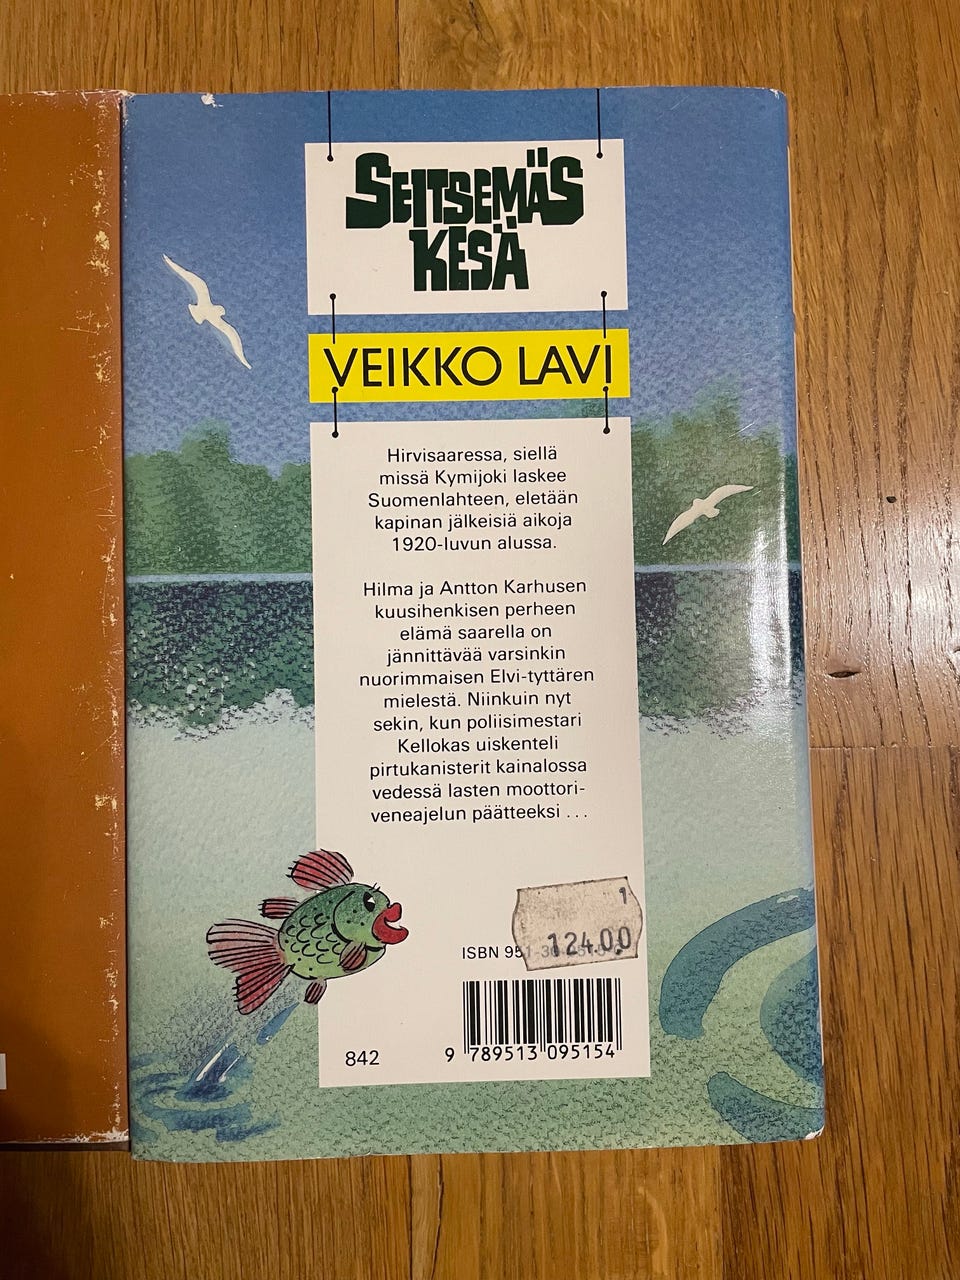 SEITSEMÄS
KESÄ
VEIKKO LAVI
Hirvisaaressa, siellä
missä Kymijoki laskee
Suomenlahteen, eletään
kapinan jälkeisiä aikoja
1920-luvun alussa.
Hilma ja Antton Karhusen
kuusihenkisen perheen
elämä saarella on
jännittävää varsinkin
nuorimmaisen Elvi-tyttären
mielestä. Niinkuin nyt
sekin, kun poliisimestari
Kellokas uiskenteli
pirtukanisterit kainalossa
vedessä lasten moottori-
veneajelun päätteeksi ...
1
124.00
ISBN
842
9 789513 095154